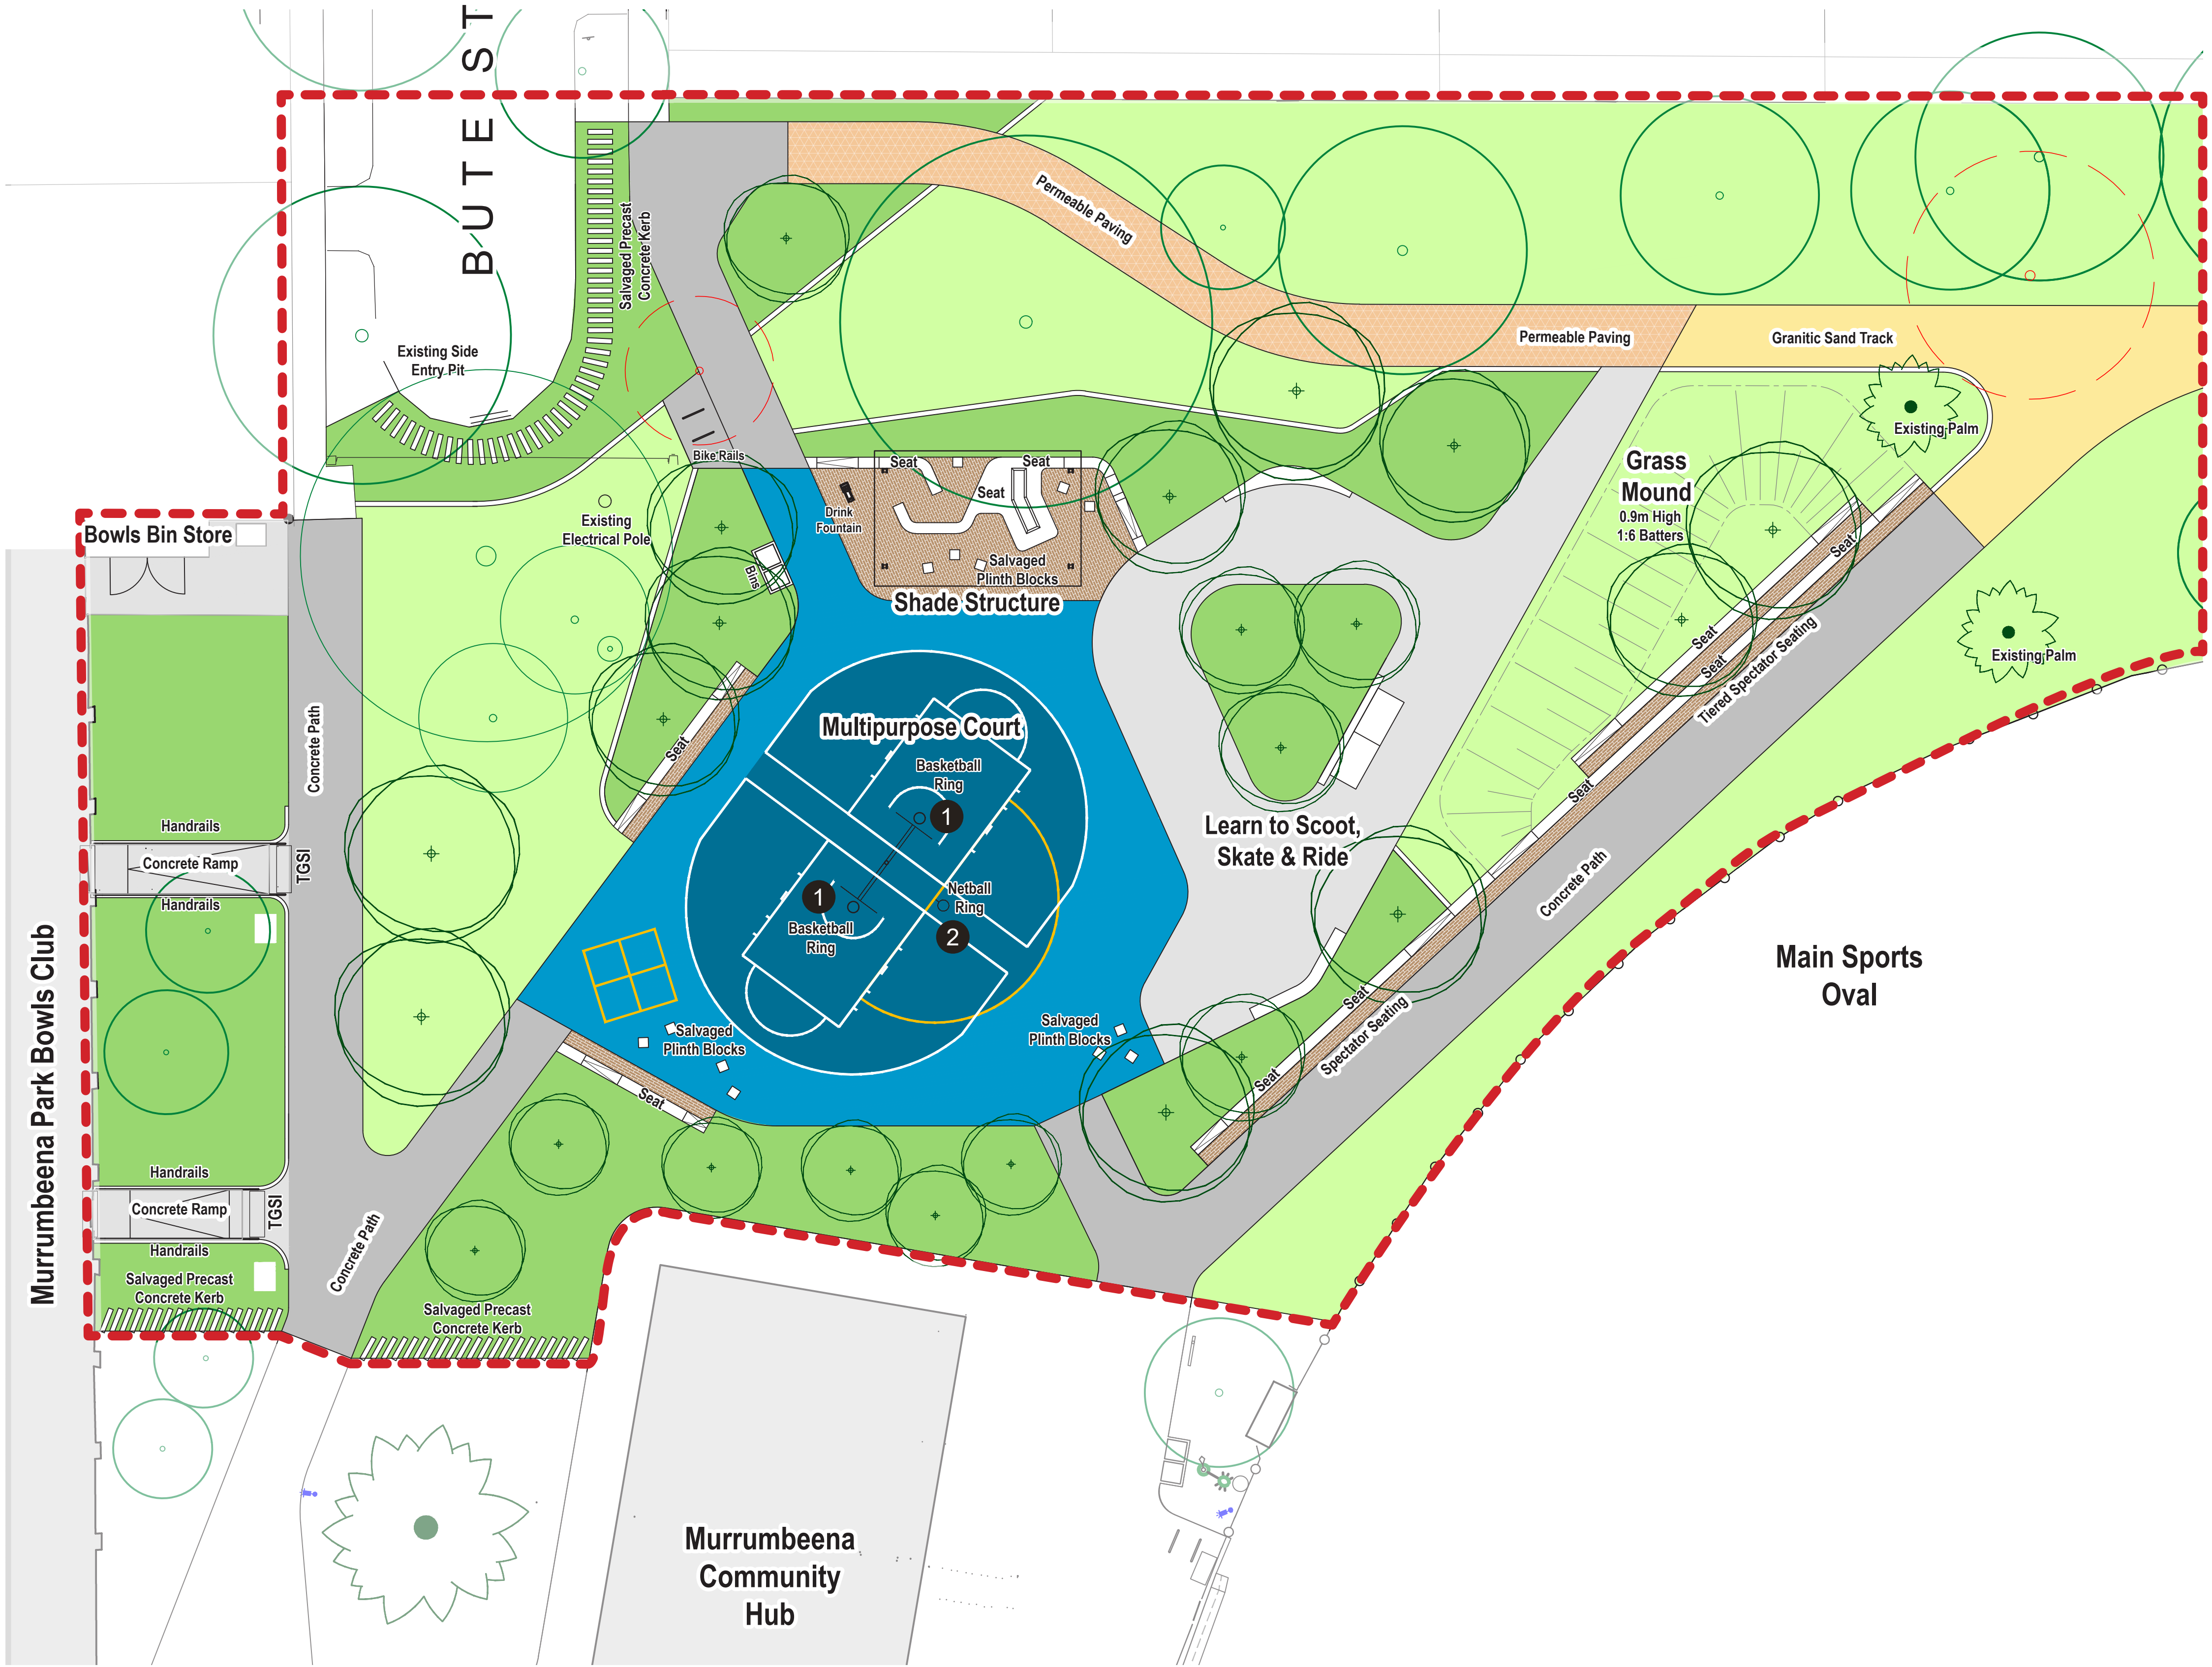 BUTE ST
Salvaged Precast
Concrete Kerb
Permeable Paving
Existing Side
Entry Pit
Permeable Paving
Granitic Sand Track
Existing Palm
Bike Rails
Seat
Seat
Seat
Grass
Mound
0.9m High
1:6 Batters
Drink
Fountain
Existing
Electrical Pole
Bowls Bin Store
Bins
Salvaged
Plinth Blocks
Shade Structure
Seat
Seat
Seat
Tiered Spectator Seating
Existing Palm
Concrete Path
Seat
Multipurpose Court
Basketball
Ring
1
Seat
Learn to Scoot,
Skate & Ride
Handrails
Concrete Ramp
TGSI
Handrails
1
Basketball
Ring
Netball
Ring
2
Concrete Path
Main Sports
Oval
Murrumbeena Park Bowls Club
Salvaged
Plinth Blocks
Salvaged
Plinth Blocks
Seat
Spectator Seating
Seat
Seat
Handrails
Concrete Ramp
TGSI
Handrails
Concrete Path
Salvaged Precast
Concrete Kerb
Salvaged Precast
Concrete Kerb
Murrumbeena
Community
Hub